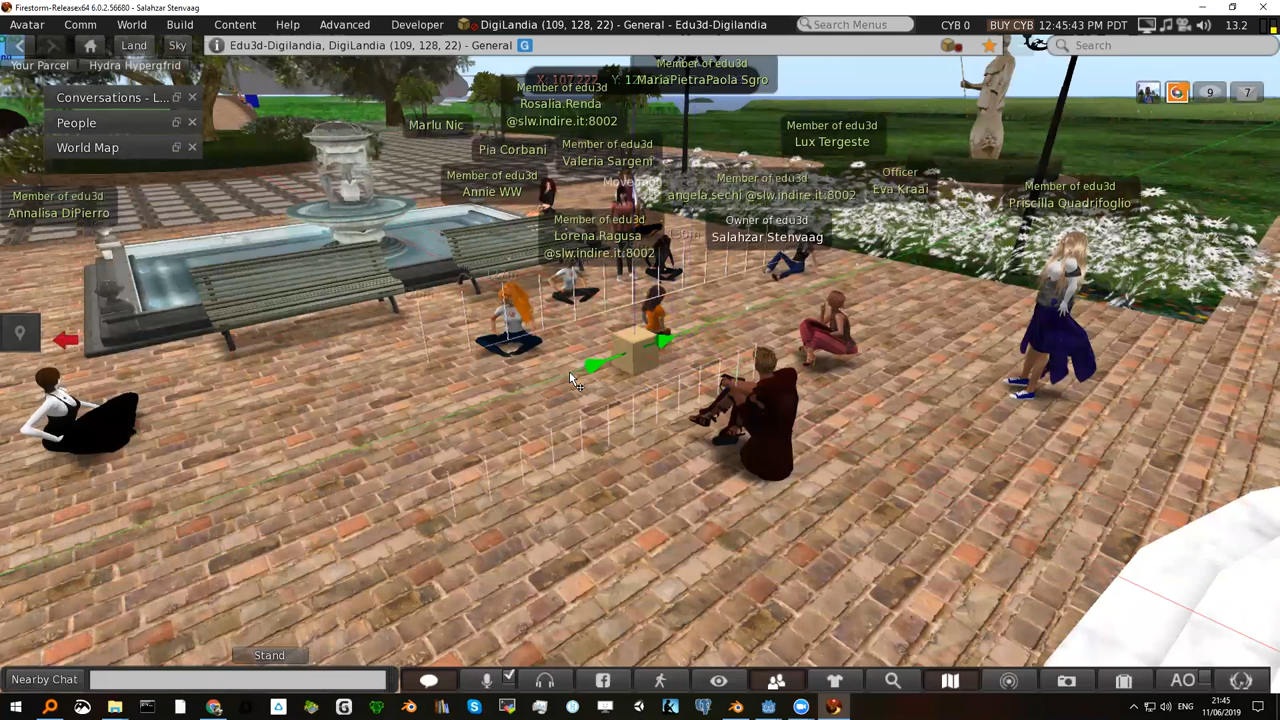 Firestorm-Releasex64 6.0.2.56680 - Salahzar Stenvaag
Avatar Comm World Build Content Help Advanced Developer DigiLandia (109, 128, 22) - General - Edu3d-Digilandia Search Menus CYB 0 BUY CYB 12:45:43 PM PDT 13.2
Land Sky Edu3d-Digilandia, DigiLandia (109, 128, 22) - General G Search
Your Parcel Hydra Hypergrid
Conversations - L...
People
World Map
9 7
X: 107.222
Member of edu3d
MariaPietraPaola Sgro
Member of edu3d
Rosalia.Renda
@slw.indire.it:8002
Marlu Nic
Pia Corbani
Member of edu3d
Valeria Sargeni
Member of edu3d
Lux Tergeste
Member of edu3d
Annie WW
Member of edu3d
angela.sechi @slw.indire.it:8002
Officer
Eva Kraai
Member of edu3d
Priscilla Quadrifoglio
Member of edu3d
Annalisa DiPierro
Member of edu3d
Lorena.Ragusa
@slw.indire.it:8002
Owner of edu3d
Salahzar Stenvaag
Stand
Nearby Chat
AO
ENG
21:45
11/06/2019